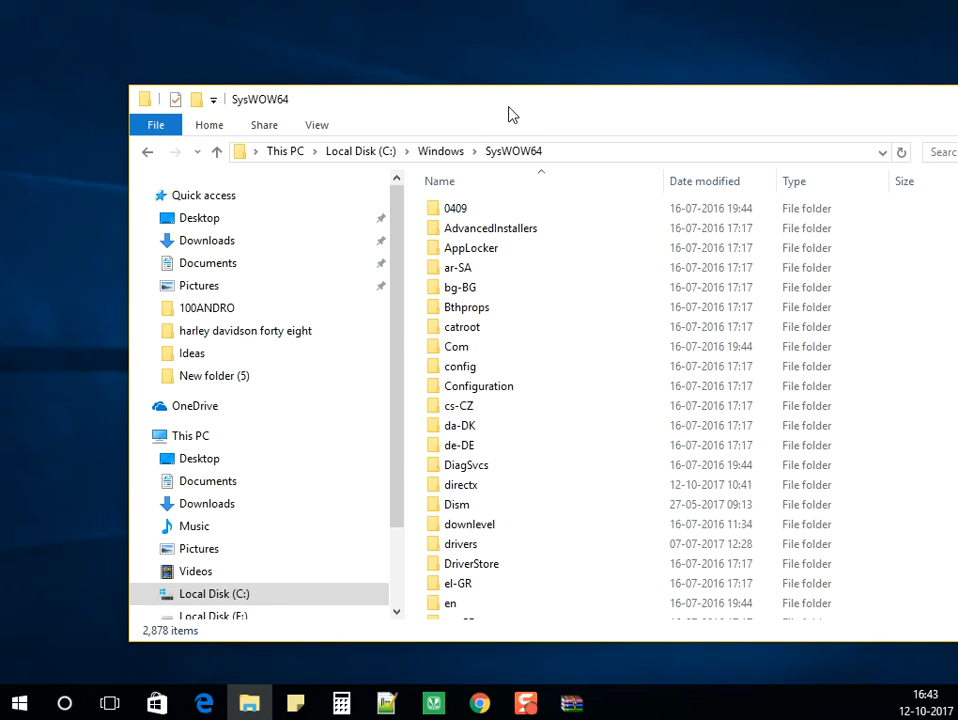 SysWOW64
File Home Share View
This PC Local Disk (C:) Windows SysWOW64 Searc
Name Date modified Type Size
Quick access
Desktop
Downloads
Documents
Pictures
100ANDRO
harley davidson forty eight
Ideas
New folder (5)
OneDrive
This PC
Desktop
Documents
Downloads
Music
Pictures
Videos
Local Disk (C:)
Local Disk (F:)
0409 16-07-2016 19:44 File folder
AdvancedInstallers 16-07-2016 17:17 File folder
AppLocker 16-07-2016 17:17 File folder
ar-SA 16-07-2016 17:17 File folder
bg-BG 16-07-2016 17:17 File folder
Bthprops 16-07-2016 17:17 File folder
catroot 16-07-2016 17:17 File folder
Com 16-07-2016 19:44 File folder
config 16-07-2016 17:17 File folder
Configuration 16-07-2016 17:17 File folder
cs-CZ 16-07-2016 17:17 File folder
da-DK 16-07-2016 17:17 File folder
de-DE 16-07-2016 17:17 File folder
DiagSvcs 16-07-2016 19:44 File folder
directx 12-10-2017 10:41 File folder
Dism 27-05-2017 09:13 File folder
downlevel 16-07-2016 11:34 File folder
drivers 07-07-2017 12:28 File folder
DriverStore 16-07-2016 17:17 File folder
el-GR 16-07-2016 17:17 File folder
en 16-07-2016 19:44 File folder
2,878 items
16:43
12-10-2017